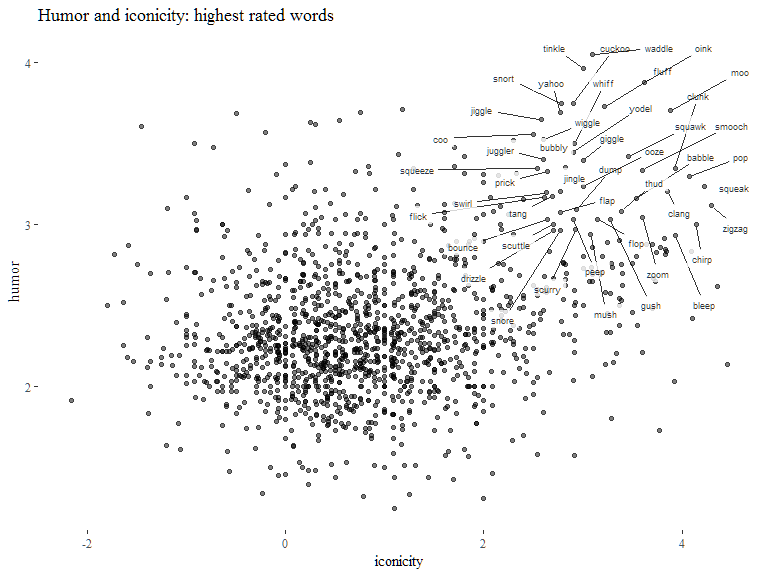 Humor and iconicity: highest rated words
tinkle
cuckoo
waddle
oink
4
snort
yahoo
whiff
fluff
moo
jiggle
wiggle
yodel
clunk
coo
juggler
bubbly
giggle
squawk
smooch
squeeze
prick
jingle
dump
ooze
babble
pop
flick
swirl
tang
flap
thud
clang
squeak
3
zigzag
bounce
scuttle
flop
chirp
humor
drizzle
scurry
peep
zoom
snore
mush
gush
bleep
2
-2
0
2
4
iconicity